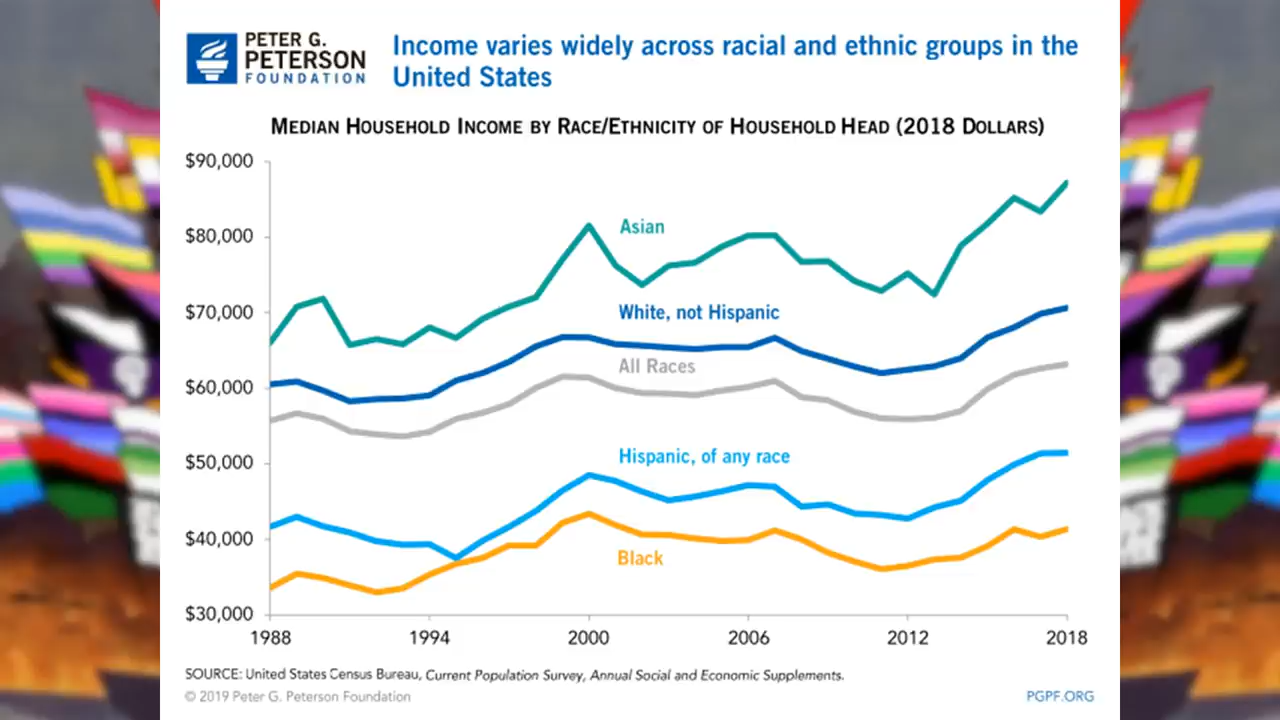 PETER G.
PETERSON
FOUNDATION
Income varies widely across racial and ethnic groups in the
United States
MEDIAN HOUSEHOLD INCOME BY RACE/ETHNICITY OF HOUSEHOLD HEAD (2018 DOLLARS)
$90,000
$80,000
$70,000
$60,000
$50,000
$40,000
$30,000
Asian
White, not Hispanic
All Races
Hispanic, of any race
Black
1988 1994 2000 2006 2012 2018
SOURCE: United States Census Bureau, Current Population Survey, Annual Social and Economic Supplements.
© 2019 Peter G. Peterson Foundation
PGPF.ORG